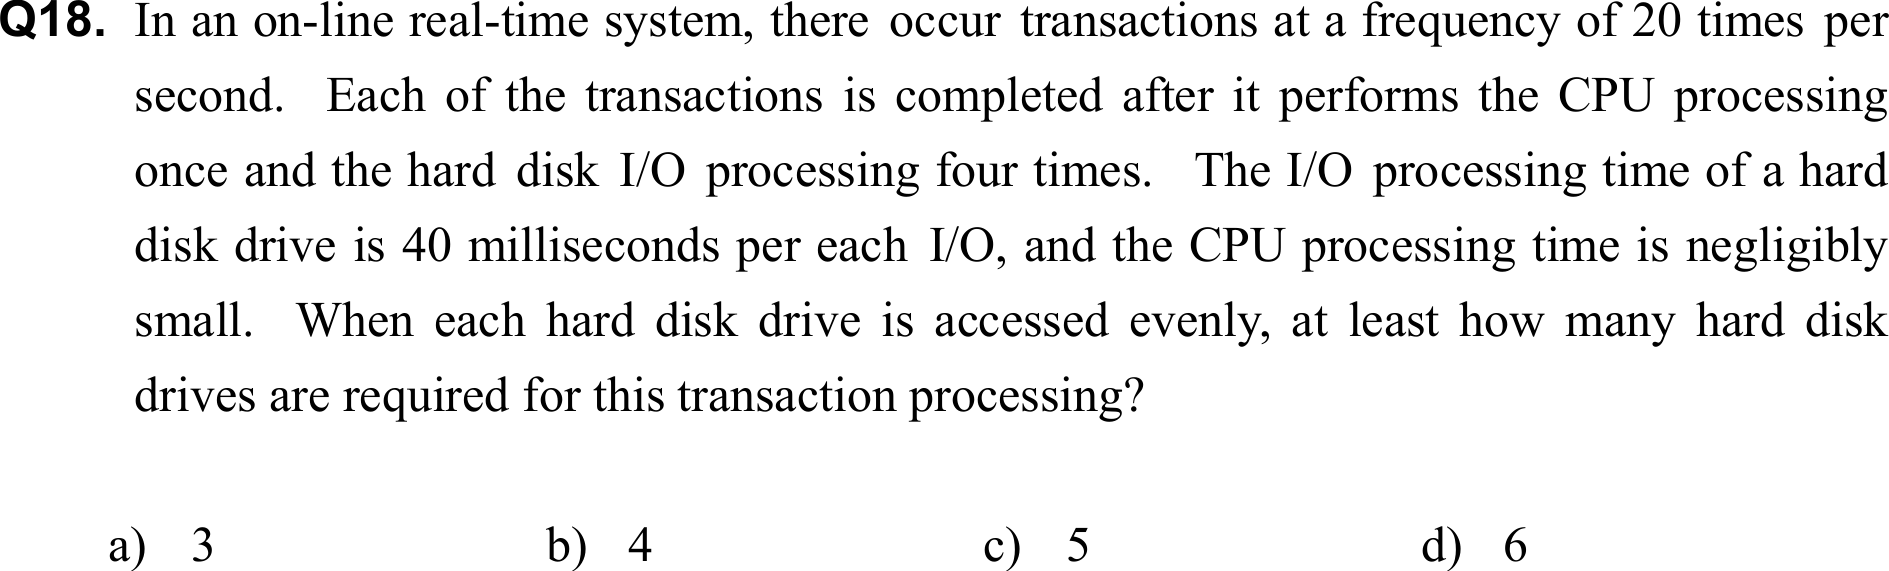 Q18. In an on-line real-time system, there occur transactions at a frequency of 20 times per
second. Each of the transactions is completed after it performs the CPU processing
once and the hard disk I/O processing four times. The I/O processing time of a hard
disk drive is 40 milliseconds per each I/O, and the CPU processing time is negligibly
small. When each hard disk drive is accessed evenly, at least how many hard disk
drives are required for this transaction processing?
a) 3 b) 4 c) 5 d) 6